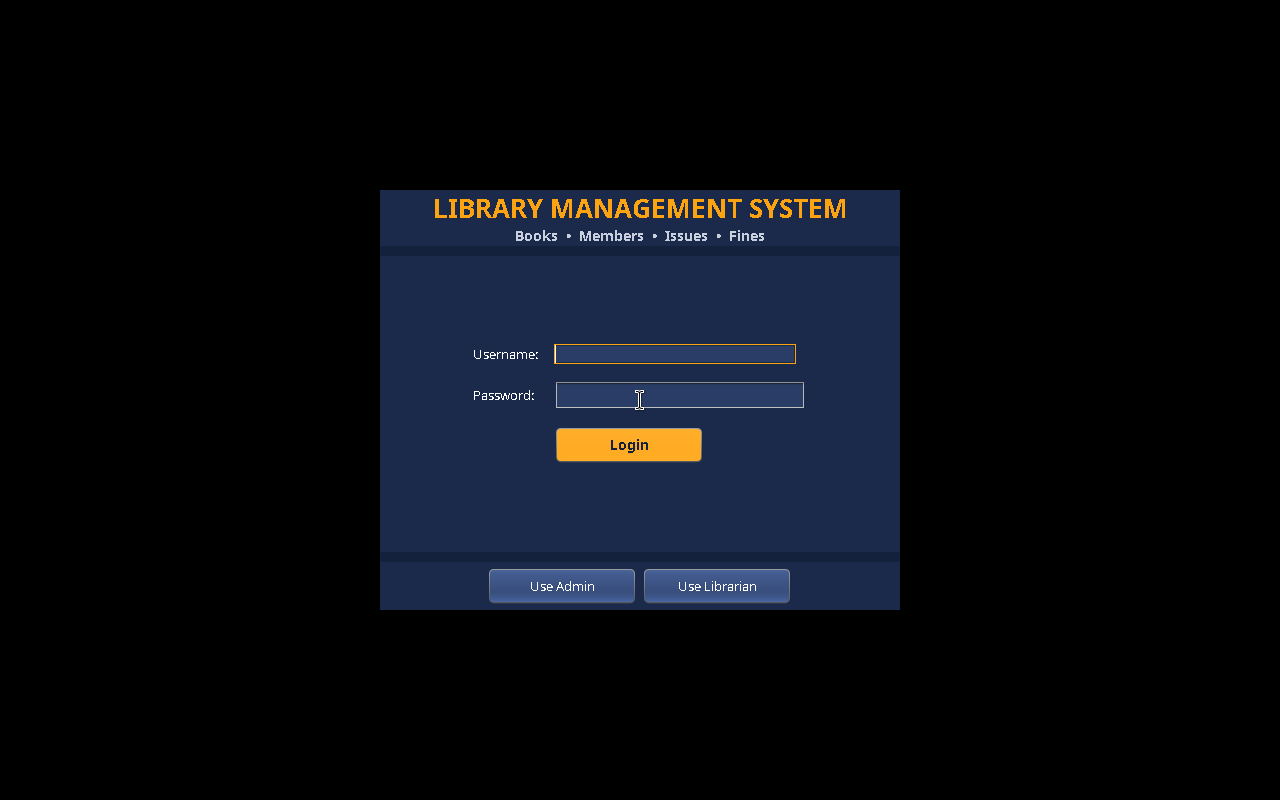 LIBRARY MANAGEMENT SYSTEM
Books • Members • Issues • Fines
Username:
Password:
Login
Use Admin Use Librarian